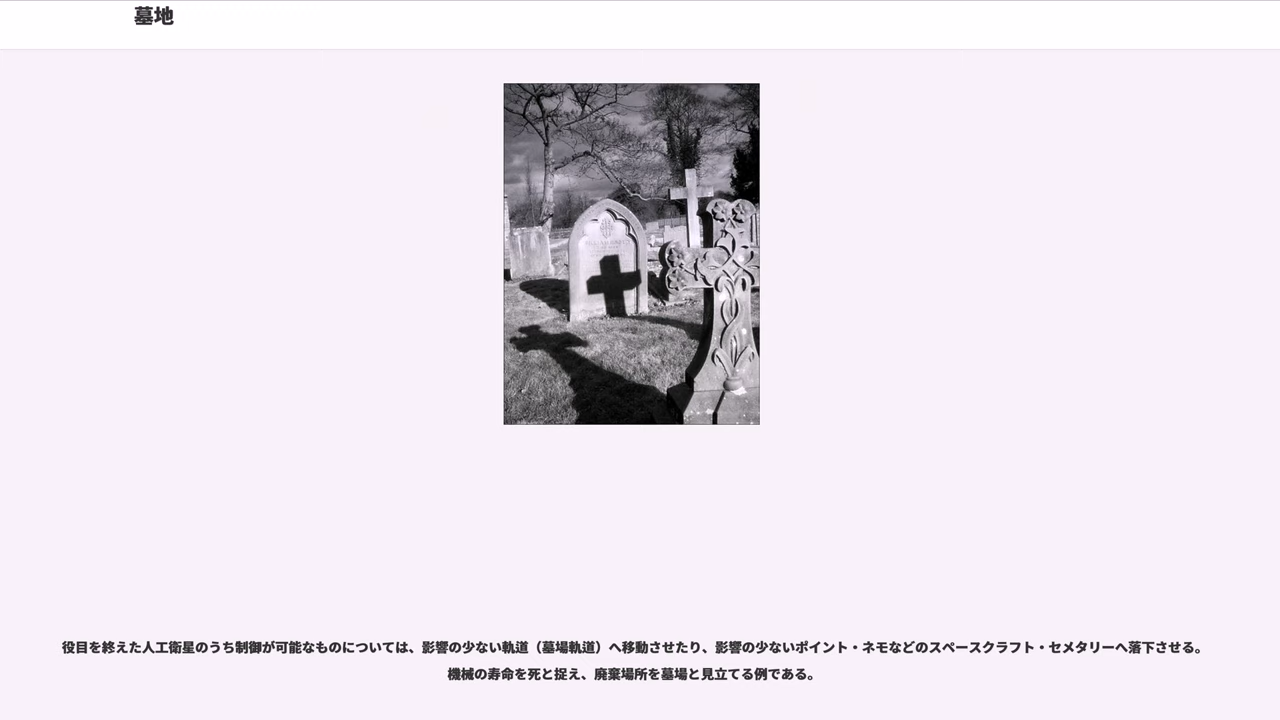 墓地
役目を終えた人工衛星のうち制御が可能なものについては、影響の少ない軌道（墓場軌道）へ移動させたり、影響の少ないポイント・ネモなどのスペースクラフト・セメタリーへ落下させる。
機械の寿命を死と捉え、廃棄場所を墓場と見立てる例である。